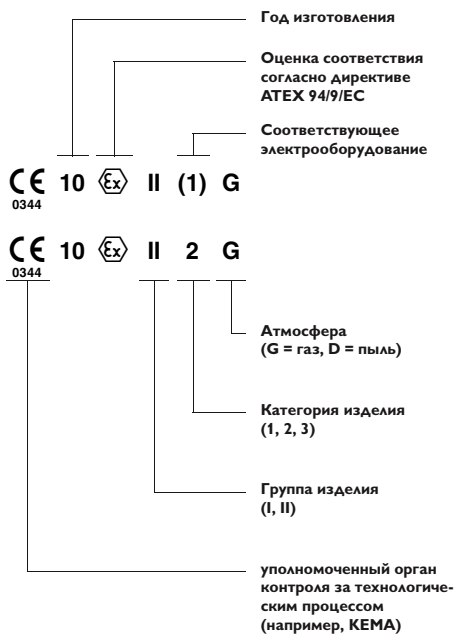 Год изготовления
Оценка соответствия
согласно директиве
ATEX 94/9/EC
Соответствующее
электрооборудование
CE 10 Ex II (1) G
0344
CE 10 Ex II 2 G
0344
Атмосфера
(G = газ, D = пыль)
Категория изделия
(1, 2, 3)
Группа изделия
(I, II)
уполномоченный орган
контроля за технологиче-
ским процессом
(например, KEMA)